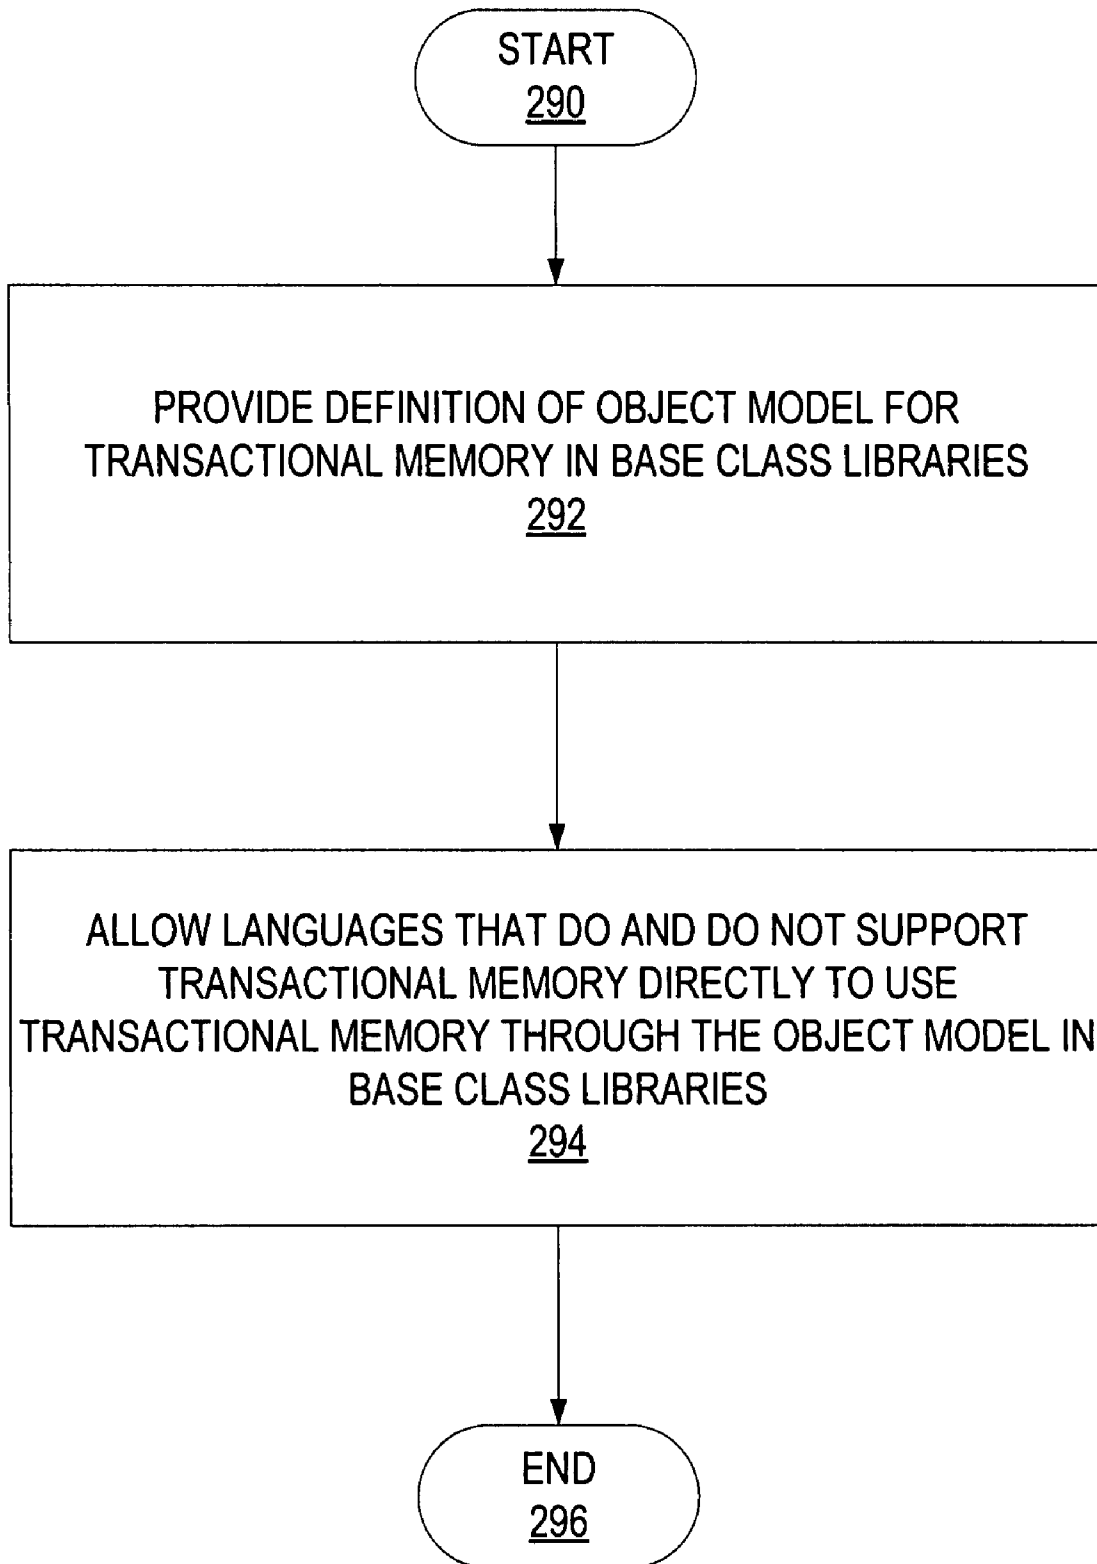 START
290
PROVIDE DEFINITION OF OBJECT MODEL FOR
TRANSACTIONAL MEMORY IN BASE CLASS LIBRARIES
292
ALLOW LANGUAGES THAT DO AND DO NOT SUPPORT
TRANSACTIONAL MEMORY DIRECTLY TO USE
TRANSACTIONAL MEMORY THROUGH THE OBJECT MODEL IN
BASE CLASS LIBRARIES
294
END
296